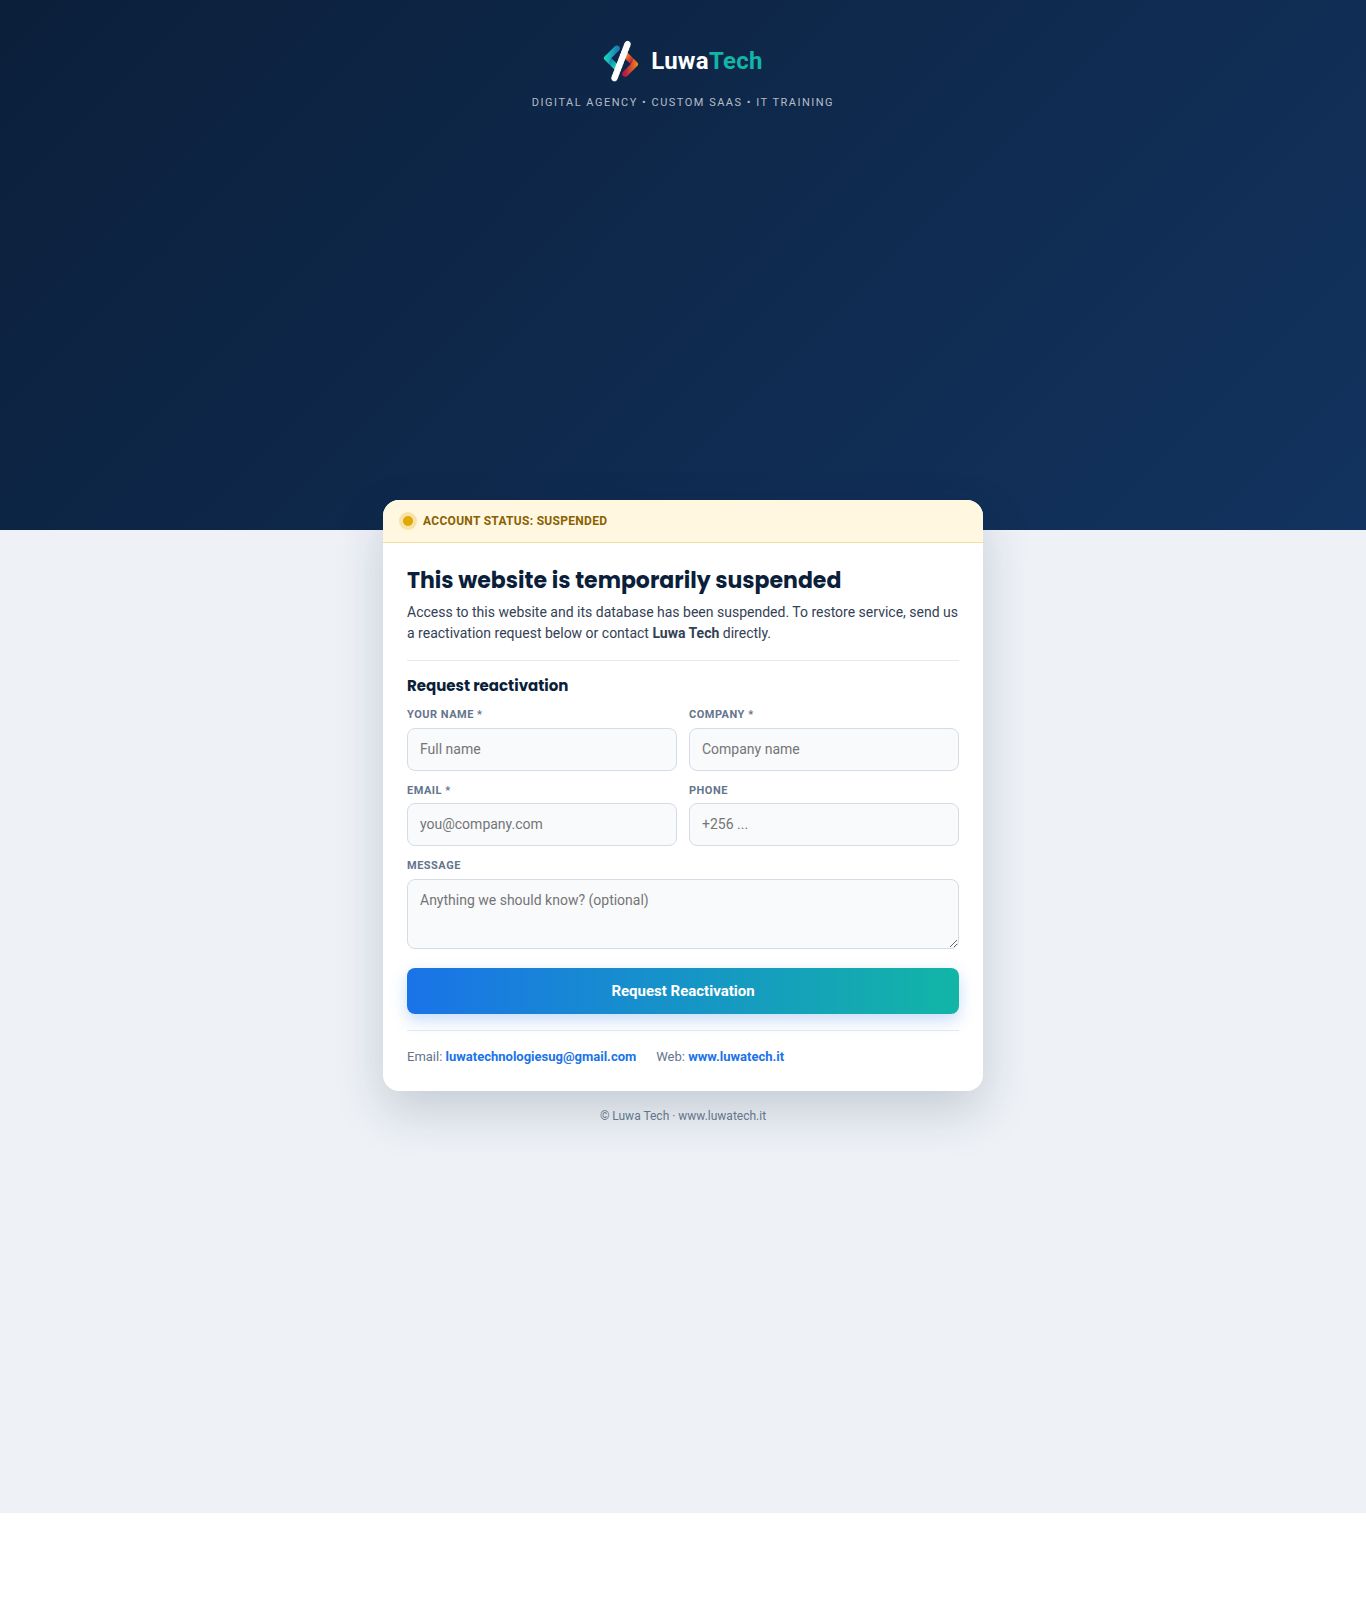 LuwaTech
DIGITAL AGENCY • CUSTOM SAAS • IT TRAINING
ACCOUNT STATUS: SUSPENDED
This website is temporarily suspended
Access to this website and its database has been suspended. To restore service, send us
a reactivation request below or contact Luwa Tech directly.
Request reactivation
YOUR NAME * COMPANY *
Full name Company name
EMAIL * PHONE
you@company.com +256 ...
MESSAGE
Anything we should know? (optional)
Request Reactivation
Email: luwatechnologiesug@gmail.com Web: www.luwatech.it
© Luwa Tech · www.luwatech.it